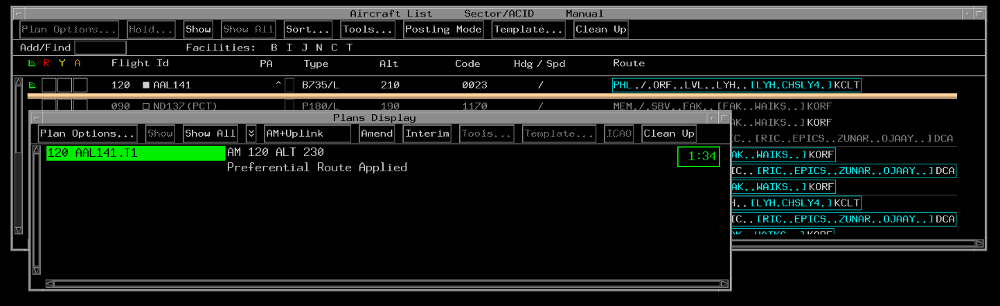 Aircraft List Sector/ACID Manual
Plan Options... Hold... Show Show All Sort... Tools... Posting Mode Template... Clean Up
Add/Find Facilities: B I J N C T
R Y A Flight Id PA Type Alt Code Hdg / Spd Route
120 AAL141 ^ B735/L 210 0023 / PHL./.ORF..LVL..LYH..[LYH.CHSLY4.]KCLT
090 ND137(PCT) P180/L 190 1170 / MEM./.SBV..FAK..[FAK..WAIKS..]KORF
AK..WAIKS..]KORF
IC..[RIC..EPICS..ZUNAR..OJAAY..]DCA
AK..WAIKS..]KORF
IC..[RIC..EPICS..ZUNAR..OJAAY..]DCA
AK..WAIKS..]KORF
H..[LYH.CHSLY4.]KCLT
IC..[RIC..EPICS..ZUNAR..OJAAY..]DCA
AK..WAIKS..]KORF
Plans Display
Plan Options... Show Show All AM+Uplink Amend Interim Tools... Template... ICAO Clean Up
120 AAL141.T1 AM 120 ALT 230 1:34
Preferential Route Applied